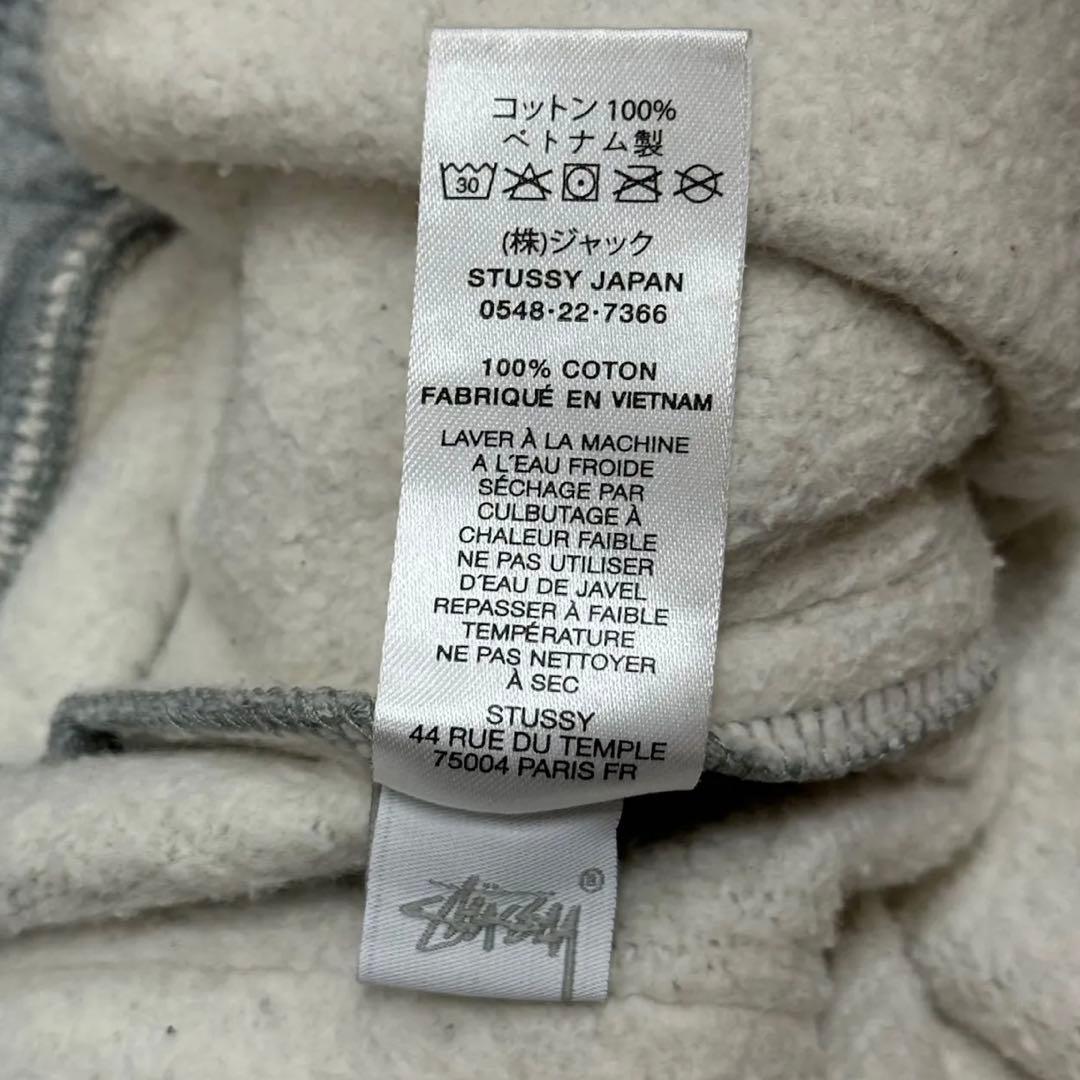 コットン 100%
ベトナム製
30
(株)ジャック
STUSSY JAPAN
0548·22·7366
100% COTON
FABRIQUÉ EN VIETNAM
LAVER À LA MACHINE
A L'EAU FROIDE
SÉCHAGE PAR
CULBUTAGE À
CHALEUR FAIBLE
NE PAS UTILISER
D'EAU DE JAVEL
REPASSER À FAIBLE
TEMPÉRATURE
NE PAS NETTOYER
À SEC
STUSSY
44 RUE DU TEMPLE
75004 PARIS FR
Stüssy ®